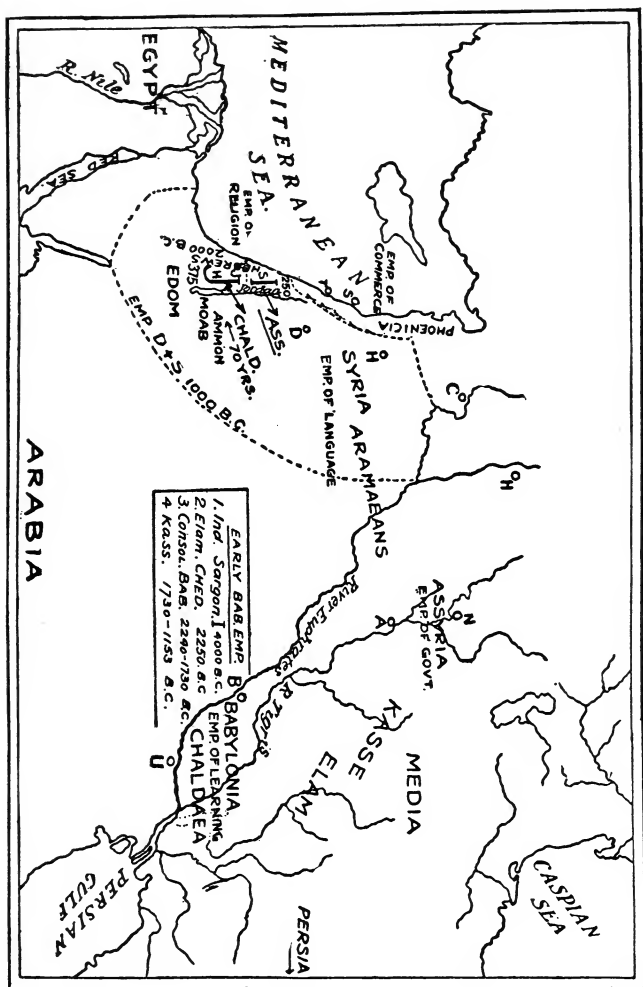 MEDITERRANEAN
SEA.
EGYPT
R. Nile
RED SEA.
EMP. OF
RELIGION
EMP. OF
COMMERCE
PHOENICIA
T
S
C
H
H
D
SYRIA ARAMAEANS
EMP. OF LANGUAGE
ASS.
CHALD.
70 YRS.
AMMON
MOAB
EDOM
EMP. D & S. 1000 B.C.
ARABIA
N
ASSYRIA
EMP. OF GOVT.
A
River Euphrates
R. Tigris
KASSE
ELAM
MEDIA
CASPIAN
SEA
PERSIA
B
BABYLONIA
EMP. OF LEARNING
CHALDAEA
U
PERSIAN
GULF
EARLY BAB. EMP.
1. Ind. Sargon. I 4000 B.C.
2. Elam. CHED. 2250. B.C
3. Consol. BAB. 2240-1730 B.C.
4 Kass. 1730-1153 B.C.